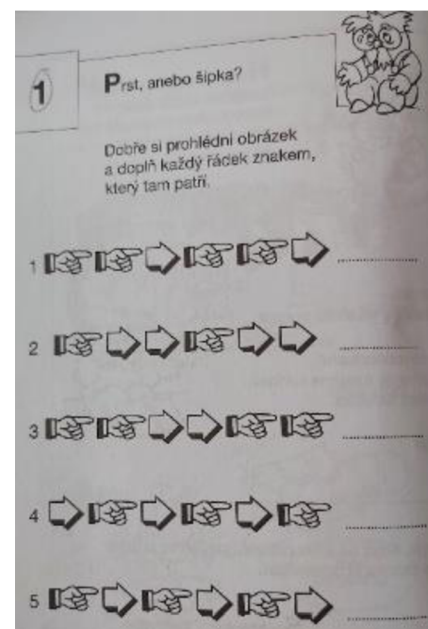 1
Prst, anebo šipka?
Dobře si prohlédni obrázek
a doplň každý řádek znakem,
který tam patří.
1 ..................
2 ..................
3 ..................
4 ..................
5 ..................